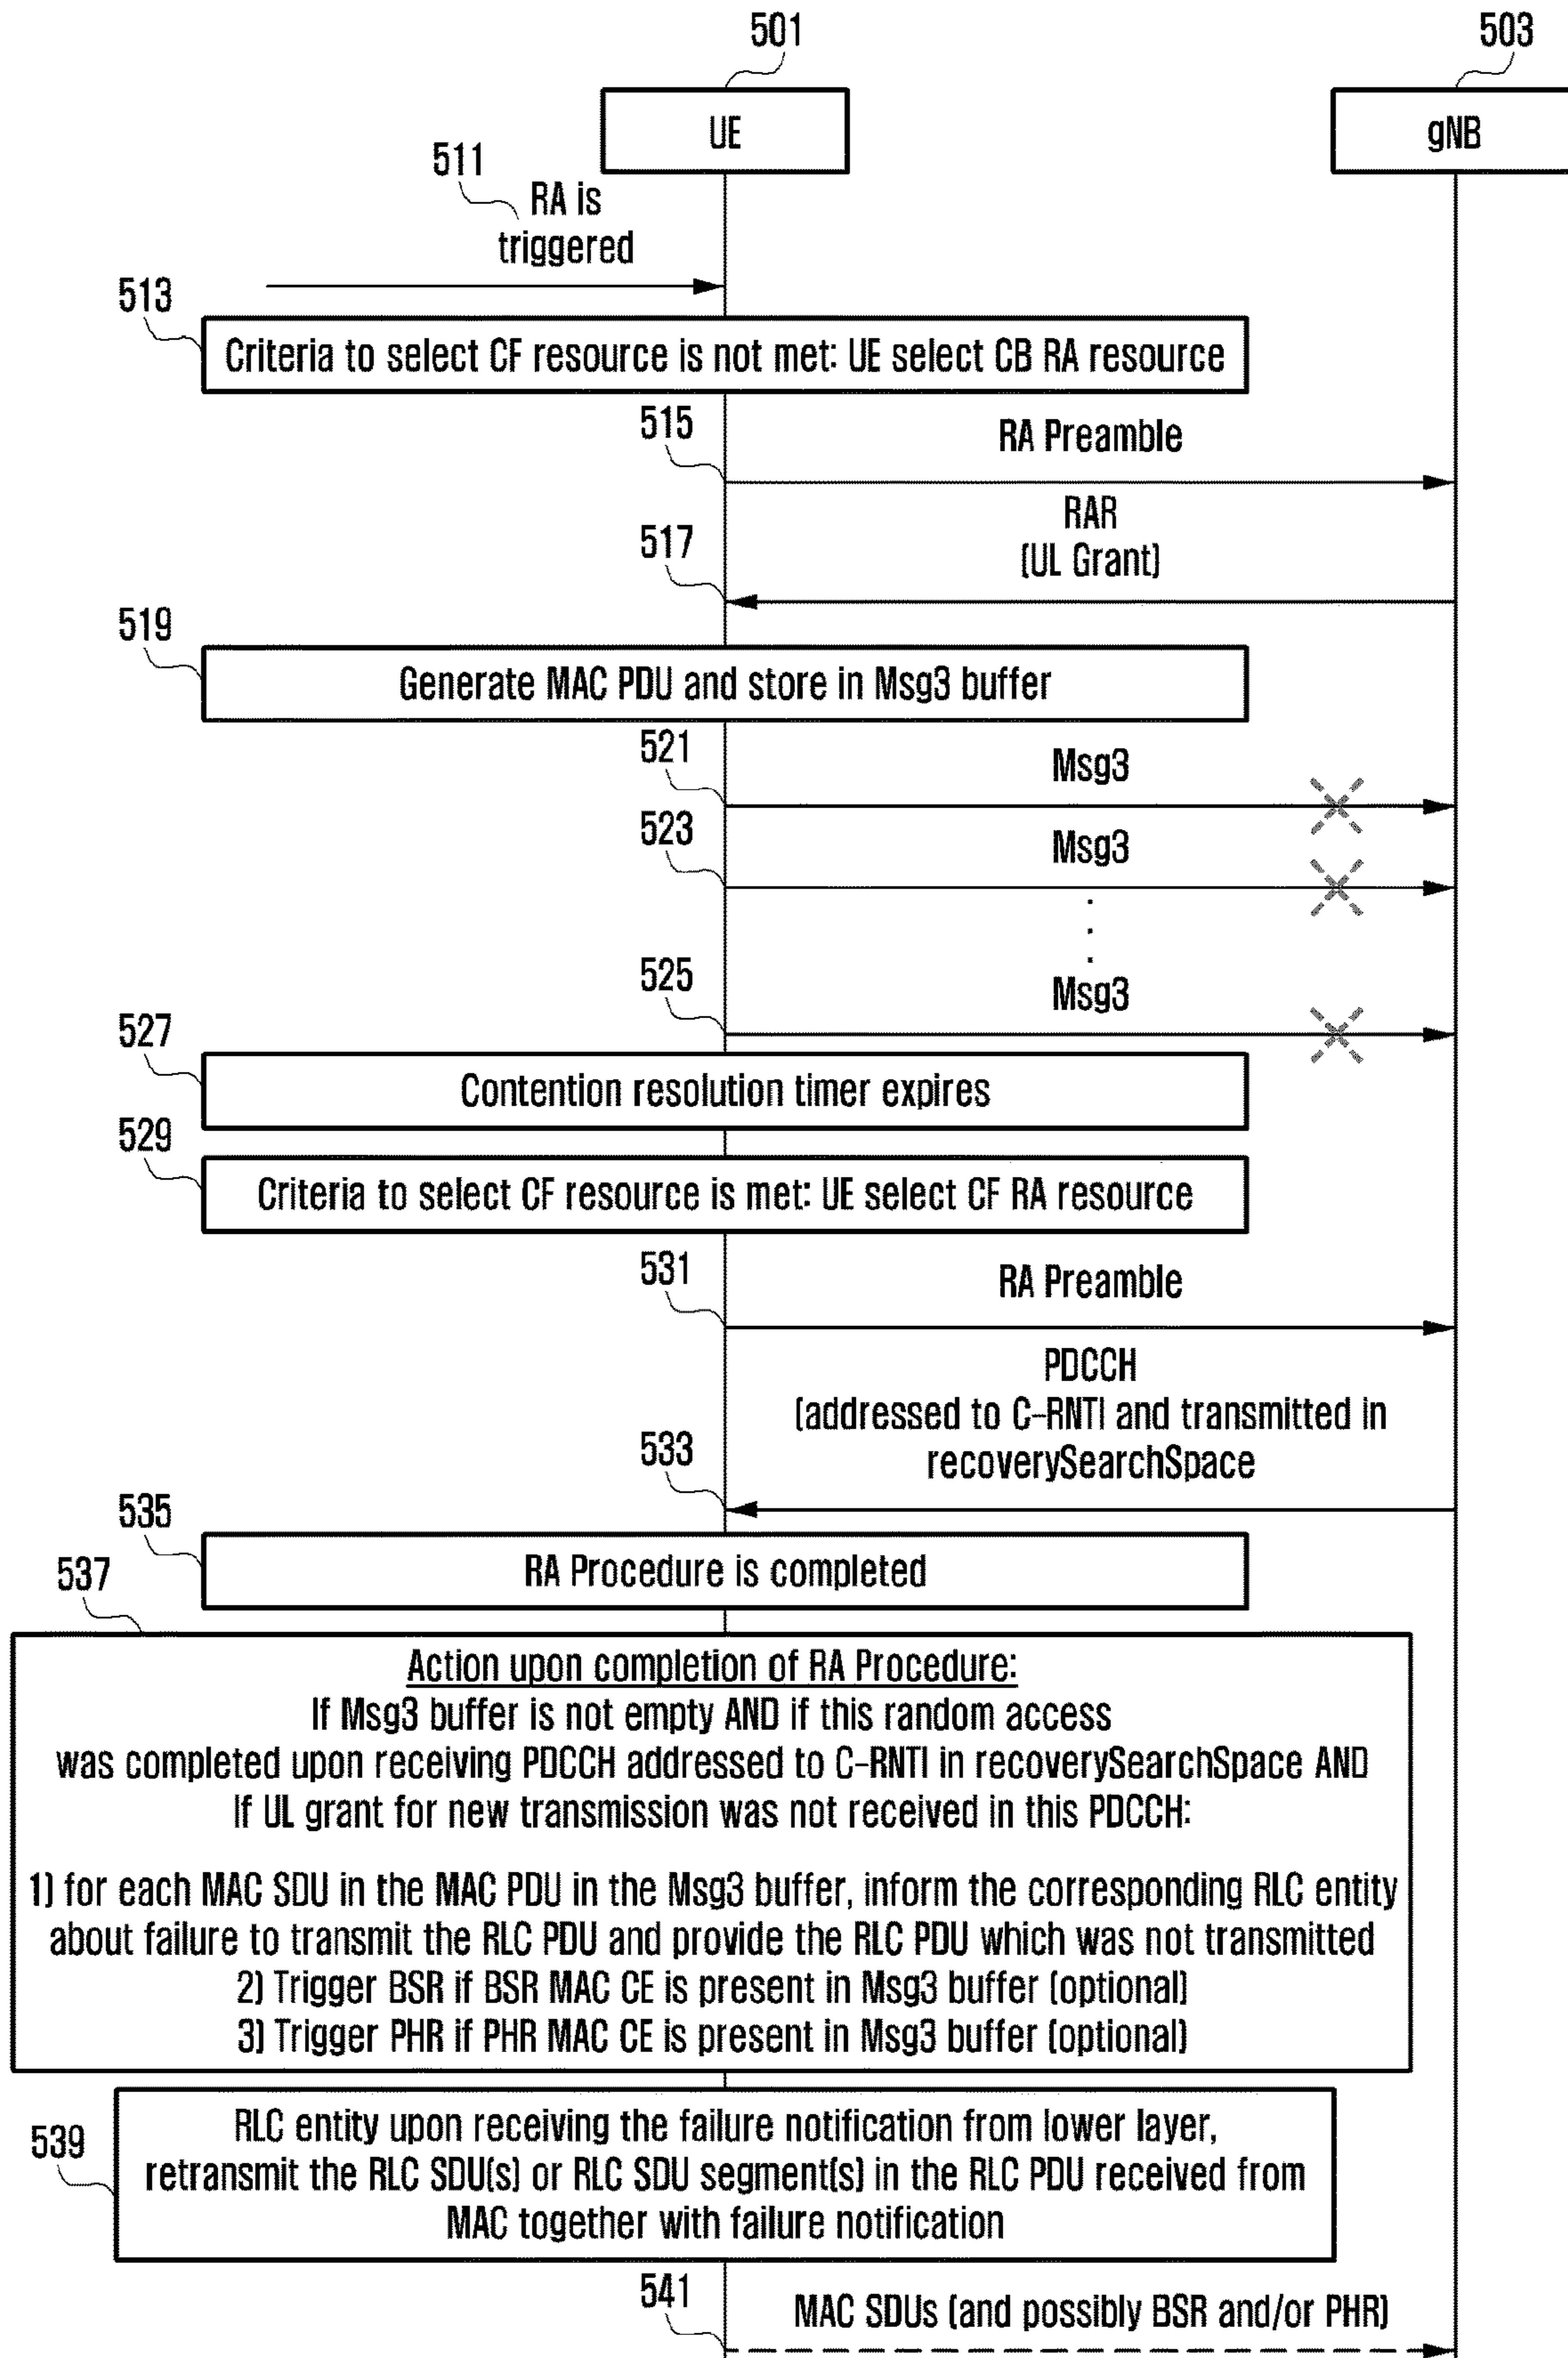 501
503
UE
gNB
511
RA is
triggered
513
Criteria to select CF resource is not met: UE select CB RA resource
515
RA Preamble
RAR
(UL Grant)
517
519
Generate MAC PDU and store in Msg3 buffer
521
Msg3
523
Msg3
525
Msg3
527
Contention resolution timer expires
529
Criteria to select CF resource is met: UE select CF RA resource
531
RA Preamble
PDCCH
(addressed to C-RNTI and transmitted in
recoverySearchSpace
533
535
RA Procedure is completed
537
Action upon completion of RA Procedure:
If Msg3 buffer is not empty AND if this random access
was completed upon receiving PDCCH addressed to C-RNTI in recoverySearchSpace AND
If UL grant for new transmission was not received in this PDCCH:
1) for each MAC SDU in the MAC PDU in the Msg3 buffer, inform the corresponding RLC entity
about failure to transmit the RLC PDU and provide the RLC PDU which was not transmitted
2) Trigger BSR if BSR MAC CE is present in Msg3 buffer (optional)
3) Trigger PHR if PHR MAC CE is present in Msg3 buffer (optional)
539
RLC entity upon receiving the failure notification from lower layer,
retransmit the RLC SDU(s) or RLC SDU segment(s) in the RLC PDU received from
MAC together with failure notification
541
MAC SDUs (and possibly BSR and/or PHR)